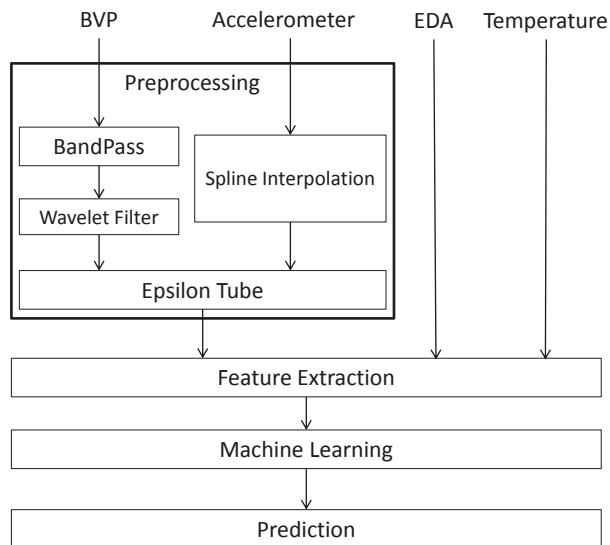 BVP
Accelerometer
EDA
Temperature
Preprocessing
BandPass
Spline Interpolation
Wavelet Filter
Epsilon Tube
Feature Extraction
Machine Learning
Prediction